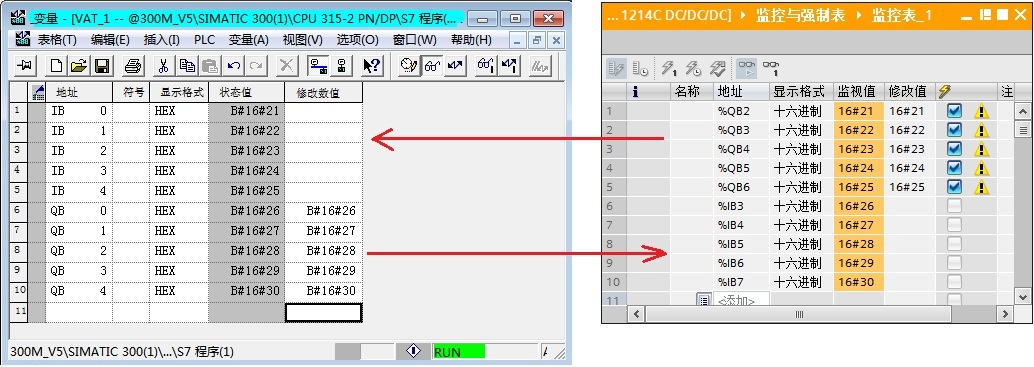 变量 - [VAT_1 -- @300M_V5\SIMATIC 300(1)\CPU 315-2 PN/DP\S7 程序(...
表格(T) 编辑(E) 插入(I) PLC 变量(A) 视图(V) 选项(O) 窗口(W) 帮助(H)
地址 符号 显示格式 状态值 修改数值
1 IB 0 HEX B#16#21
2 IB 1 HEX B#16#22
3 IB 2 HEX B#16#23
4 IB 3 HEX B#16#24
5 IB 4 HEX B#16#25
6 QB 0 HEX B#16#26 B#16#26
7 QB 1 HEX B#16#27 B#16#27
8 QB 2 HEX B#16#28 B#16#28
9 QB 3 HEX B#16#29 B#16#29
10 QB 4 HEX B#16#30 B#16#30
11
300M_V5\SIMATIC 300(1)\...\S7 程序(1) RUN
... 1214C DC/DC/DC] 监控与强制表 监控表_1
i 名称 地址 显示格式 监视值 修改值 注
1 %QB2 十六进制 16#21 16#21
2 %QB3 十六进制 16#22 16#22
3 %QB4 十六进制 16#23 16#23
4 %QB5 十六进制 16#24 16#24
5 %QB6 十六进制 16#25 16#25
6 %IB3 十六进制 16#26
7 %IB4 十六进制 16#27
8 %IB5 十六进制 16#28
9 %IB6 十六进制 16#29
10 %IB7 十六进制 16#30
11 <添加>